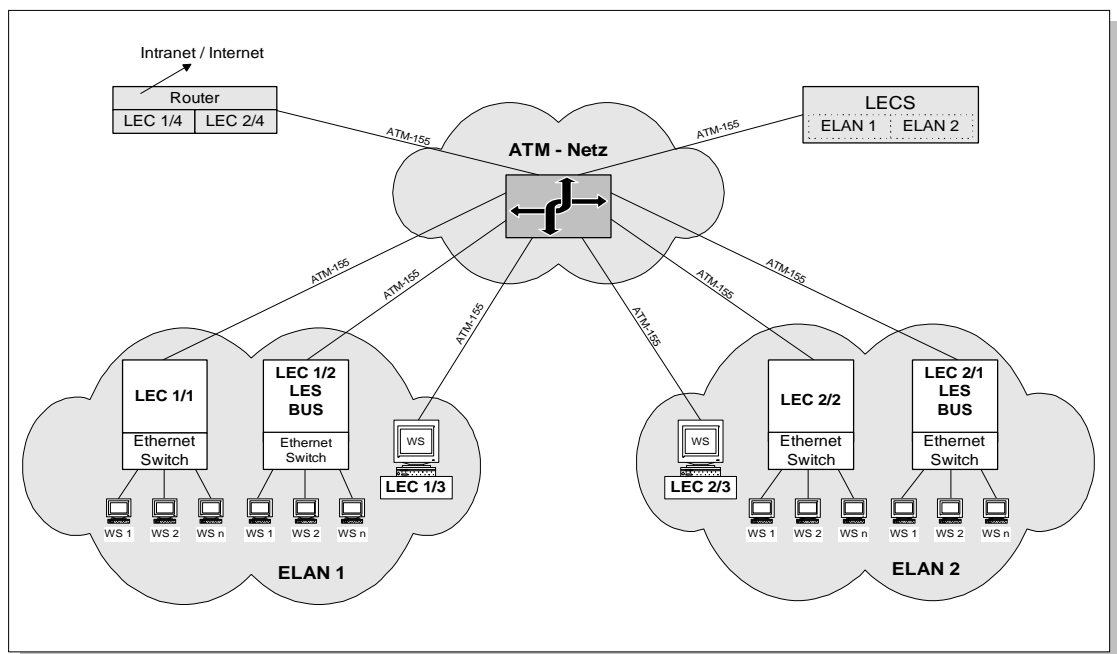 Intranet / Internet
Router
LEC 1/4 LEC 2/4
LECS
ELAN 1 ELAN 2
ATM-155
ATM-155
ATM - Netz
ATM-155
ATM-155
ATM-155
ATM-155
ATM-155
ATM-155
LEC 1/1
Ethernet
Switch
LEC 1/2
LES
BUS
Ethernet
Switch
WS
LEC 1/3
WS 1 WS 2 WS n WS 1 WS 2 WS n
ELAN 1
WS
LEC 2/3
LEC 2/2
Ethernet
Switch
LEC 2/1
LES
BUS
Ethernet
Switch
WS 1 WS 2 WS n WS 1 WS 2 WS n
ELAN 2